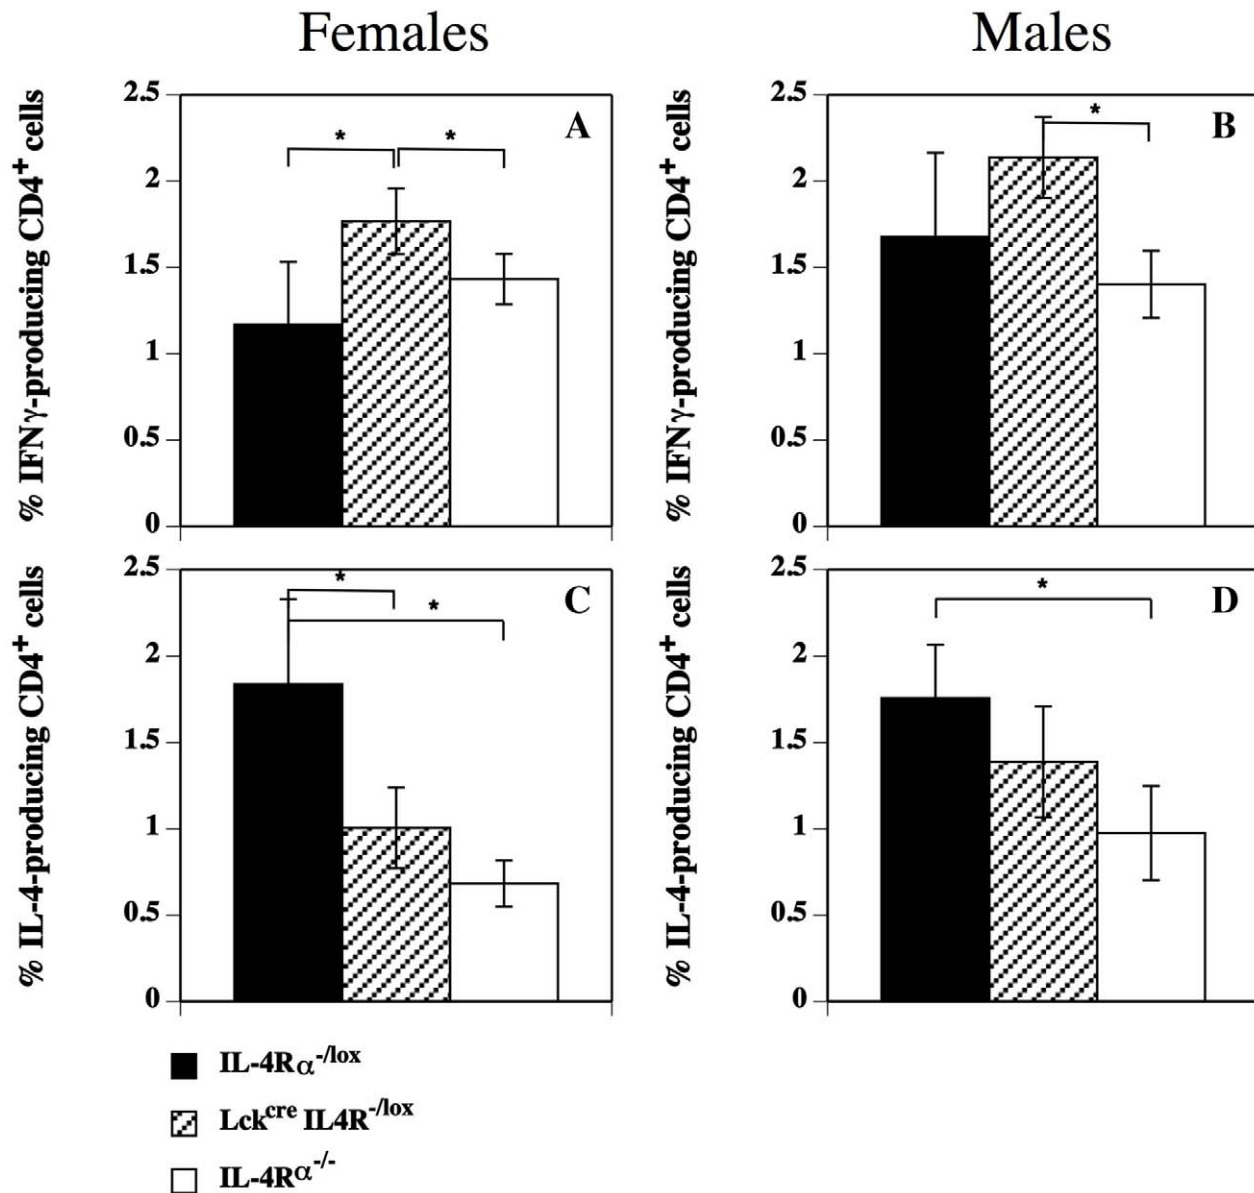 Females
Males
% IFNγ-producing CD4⁺ cells
2.5
2
1.5
1
0.5
0
A
*
*
% IFNγ-producing CD4⁺ cells
2.5
2
1.5
1
0.5
0
B
*
% IL-4-producing CD4⁺ cells
2.5
2
1.5
1
0.5
0
C
*
*
% IL-4-producing CD4⁺ cells
2.5
2
1.5
1
0.5
0
D
*
IL-4Rα⁻/ˡᵒˣ
Lckᶜʳᵉ IL4R⁻/ˡᵒˣ
IL-4Rα⁻/⁻